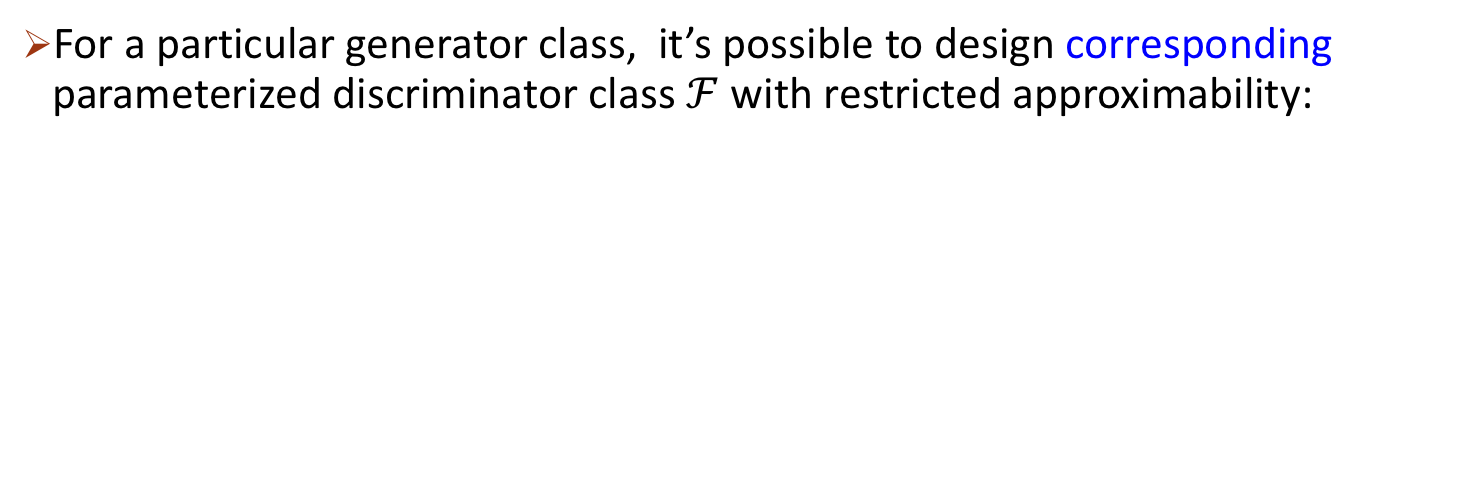 ➢For a particular generator class, it’s possible to design corresponding
parameterized discriminator class ℱ with restricted approximability: